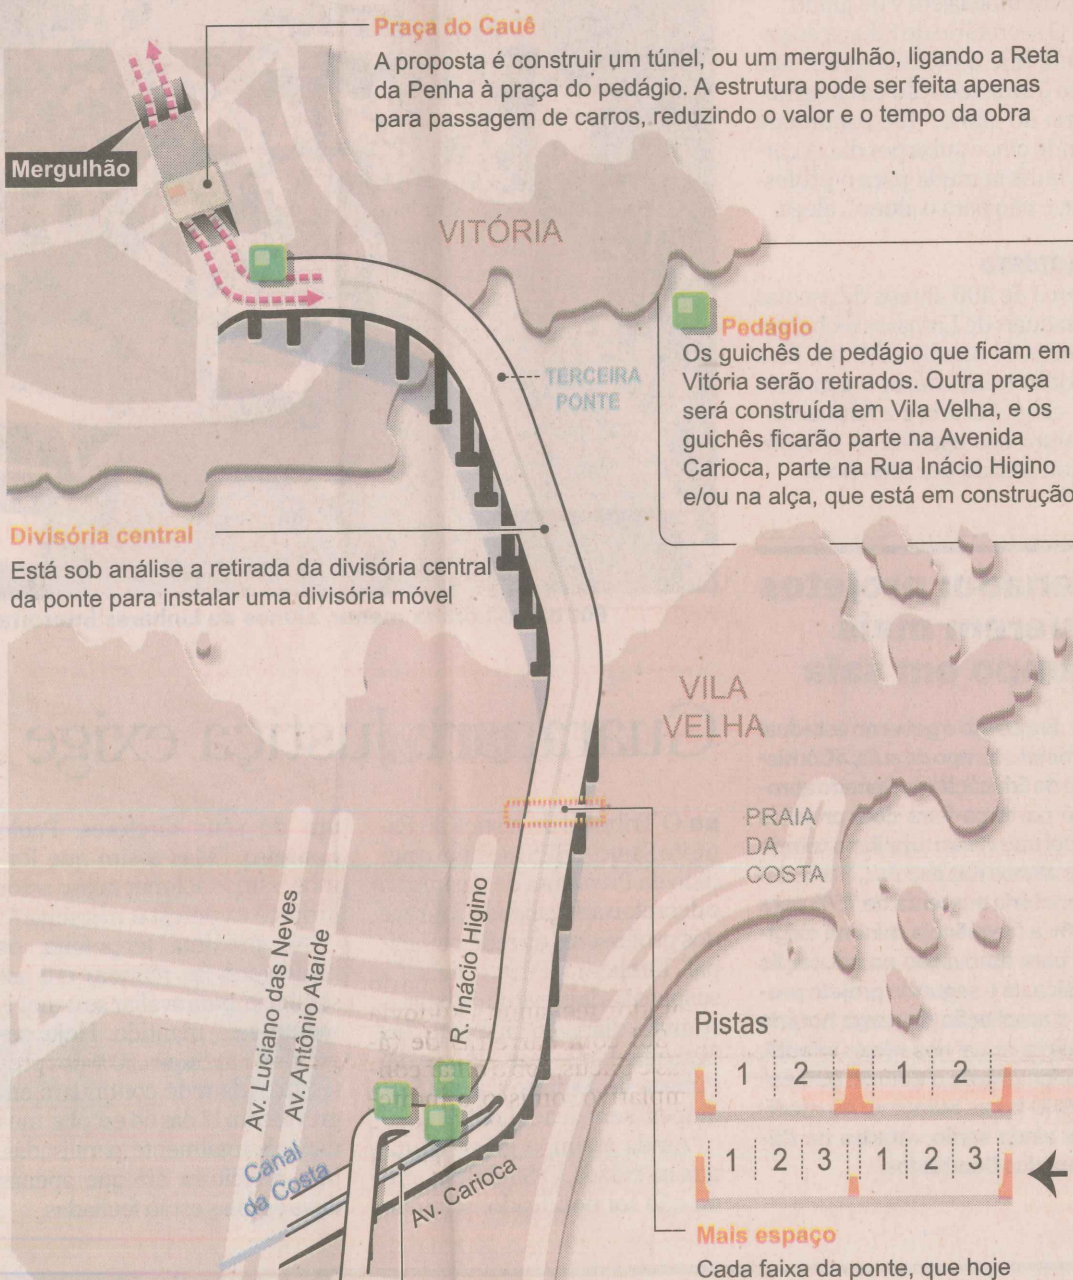 Praça do Cauê
A proposta é construir um túnel, ou um mergulhão, ligando a Reta
da Penha à praça do pedágio. A estrutura pode ser feita apenas
para passagem de carros, reduzindo o valor e o tempo da obra
Mergulhão
VITÓRIA
Pedágio
Os guichês de pedágio que ficam em
Vitória serão retirados. Outra praça
será construída em Vila Velha, e os
guichês ficarão parte na Avenida
Carioca, parte na Rua Inácio Higino
e/ou na alça, que está em construção
TERCEIRA
PONTE
Divisória central
Está sob análise a retirada da divisória central
da ponte para instalar uma divisória móvel
VILA
VELHA
PRAIA
DA
COSTA
Av. Luciano das Neves
Av. Antônio Ataíde
R. Inácio Higino
Canal
da Costa
Av. Carioca
Pistas
1 2 1 2
1 2 3 1 2 3
Mais espaço
Cada faixa da ponte, que hoje